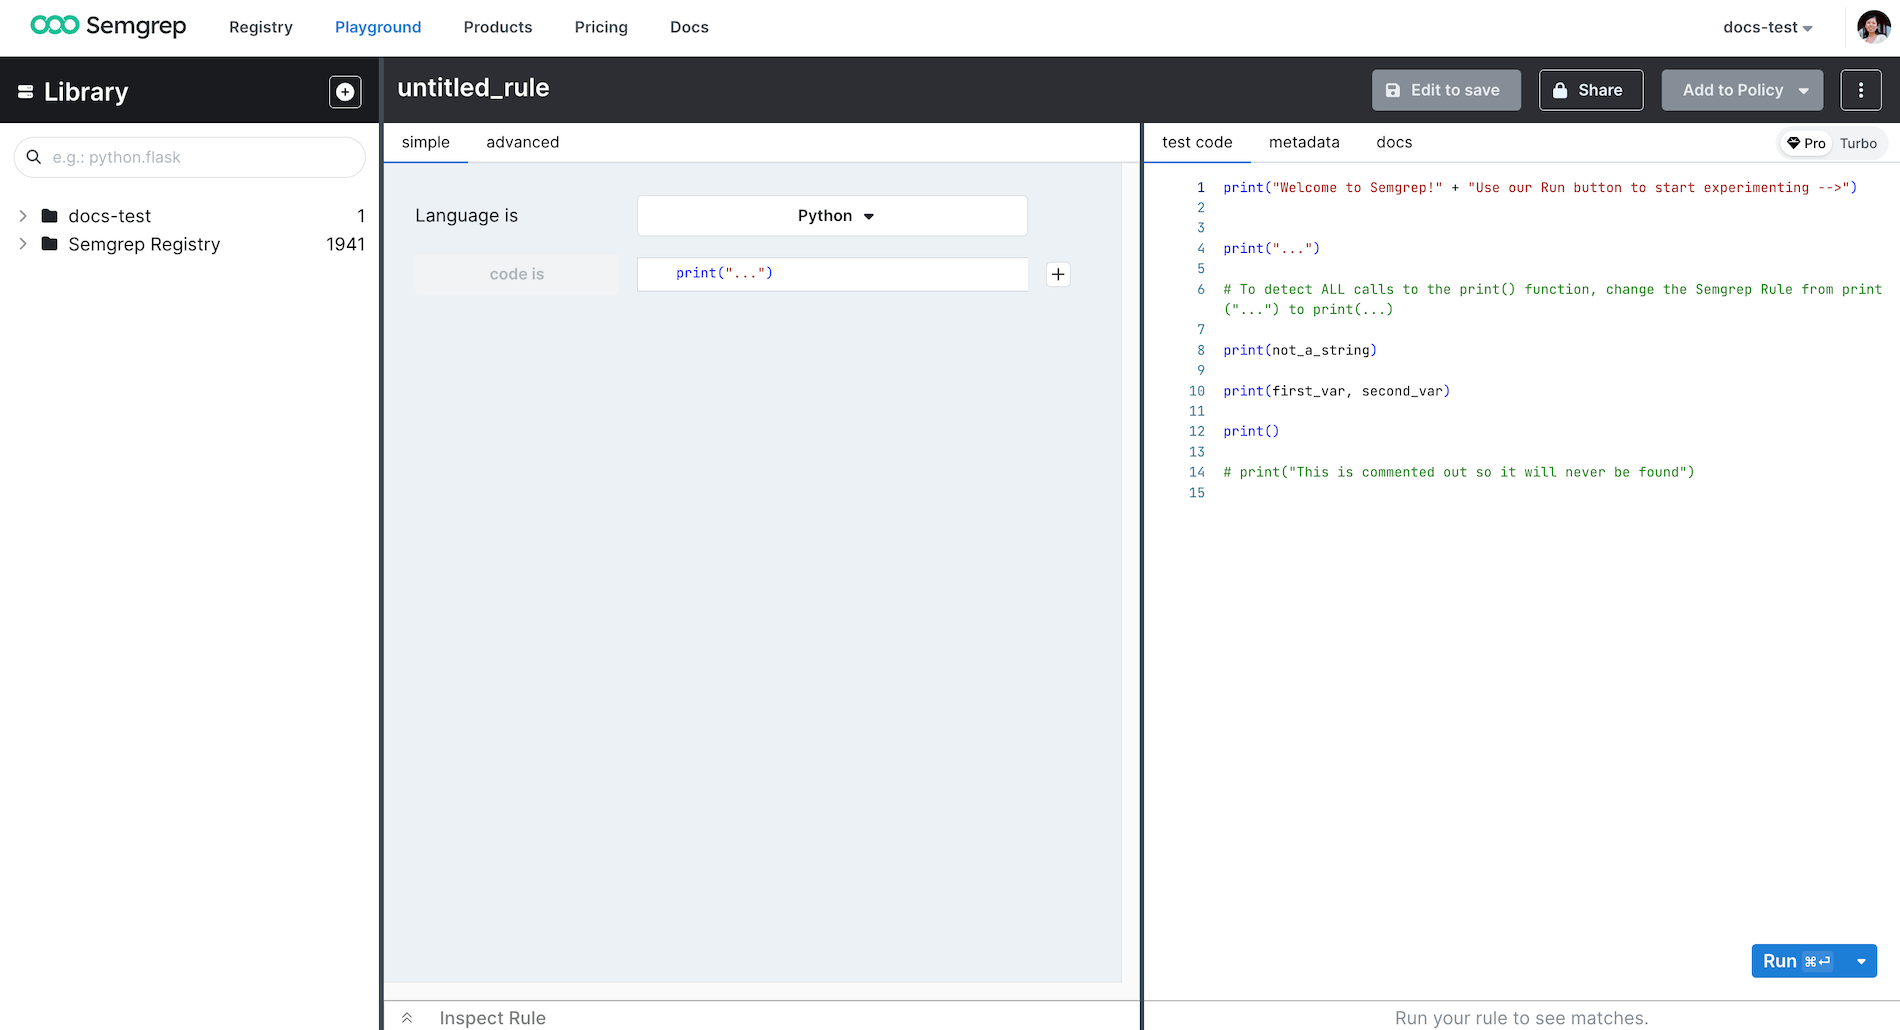 Semgrep Registry Playground Products Pricing Docs docs-test
Library untitled_rule Edit to save Share Add to Policy
e.g.: python.flask
docs-test 1
Semgrep Registry 1941
simple advanced
Language is Python
code is print("...")
Inspect Rule
test code metadata docs Pro Turbo
1 print("Welcome to Semgrep!" + "Use our Run button to start experimenting -->")
2
3
4 print("...")
5
6 # To detect ALL calls to the print() function, change the Semgrep Rule from print
("...") to print(...)
7
8 print(not_a_string)
9
10 print(first_var, second_var)
11
12 print()
13
14 # print("This is commented out so it will never be found")
15
Run ⌘⏎
Run your rule to see matches.